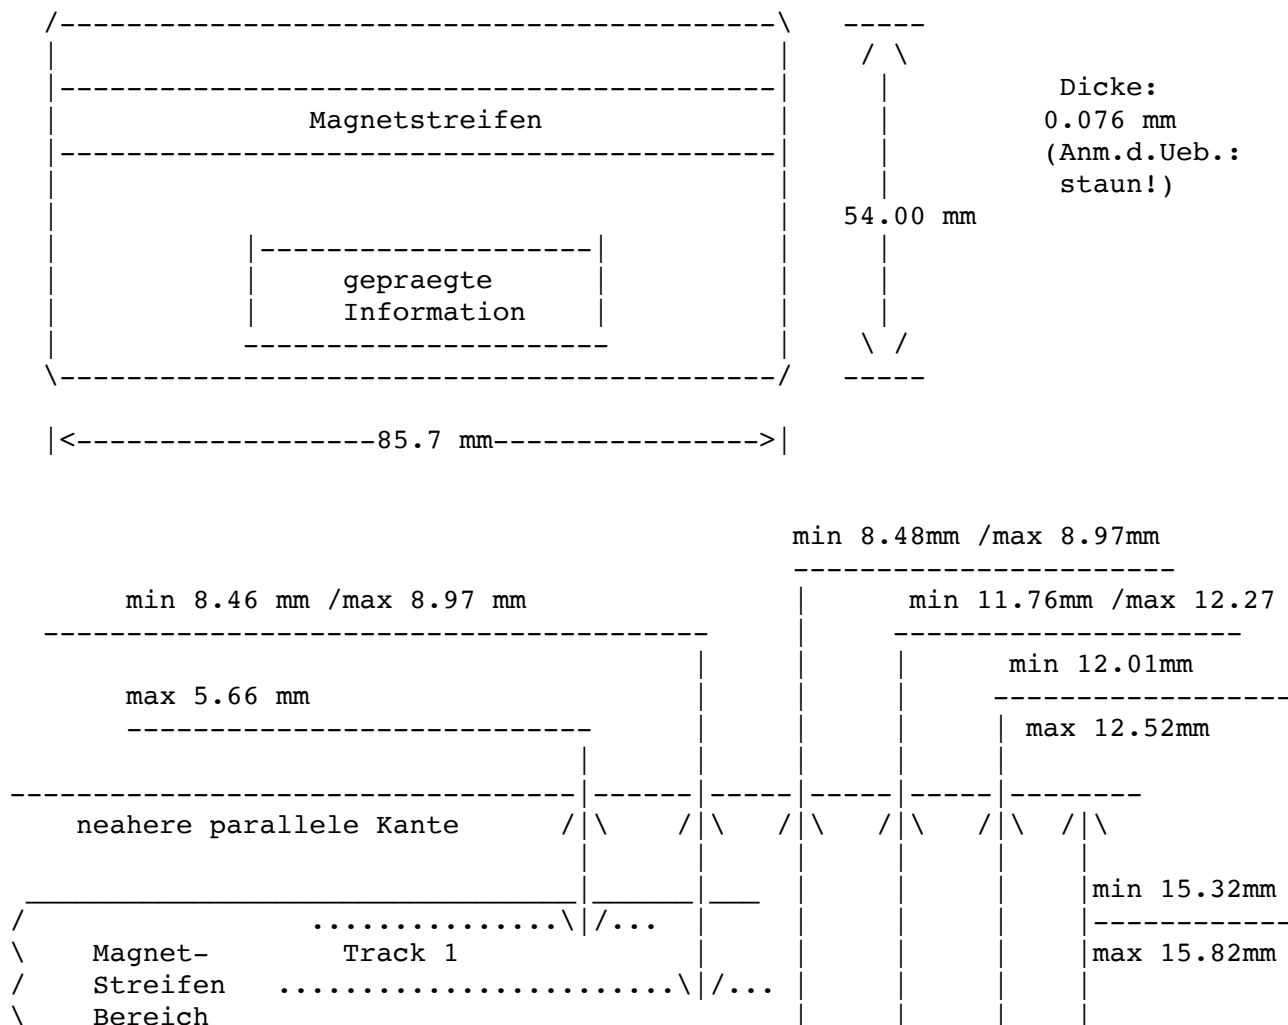 Dicke:
Magnetstreifen 0.076 mm
(Anm.d.Ueb.:
staun!)
54.00 mm
gepraegte
Information
85.7 mm
min 8.48mm /max 8.97mm
min 8.46 mm /max 8.97 mm min 11.76mm /max 12.27
min 12.01mm
max 5.66 mm
max 12.52mm
neahere parallele Kante
min 15.32mm
Magnet- Track 1 max 15.82mm
Streifen
Bereich